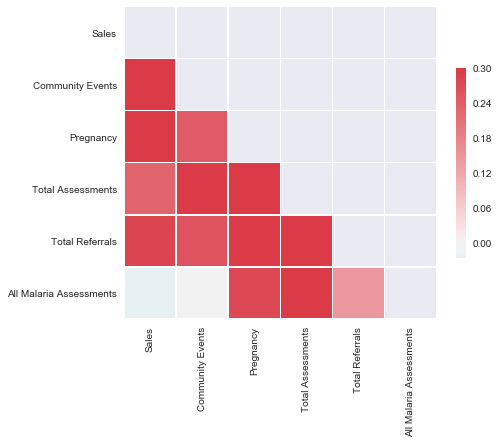 Sales
Community Events
Pregnancy
Total Assessments
Total Referrals
All Malaria Assessments
0.30
0.24
0.18
0.12
0.06
0.00
Sales
Community Events
Pregnancy
Total Assessments
Total Referrals
All Malaria Assessments